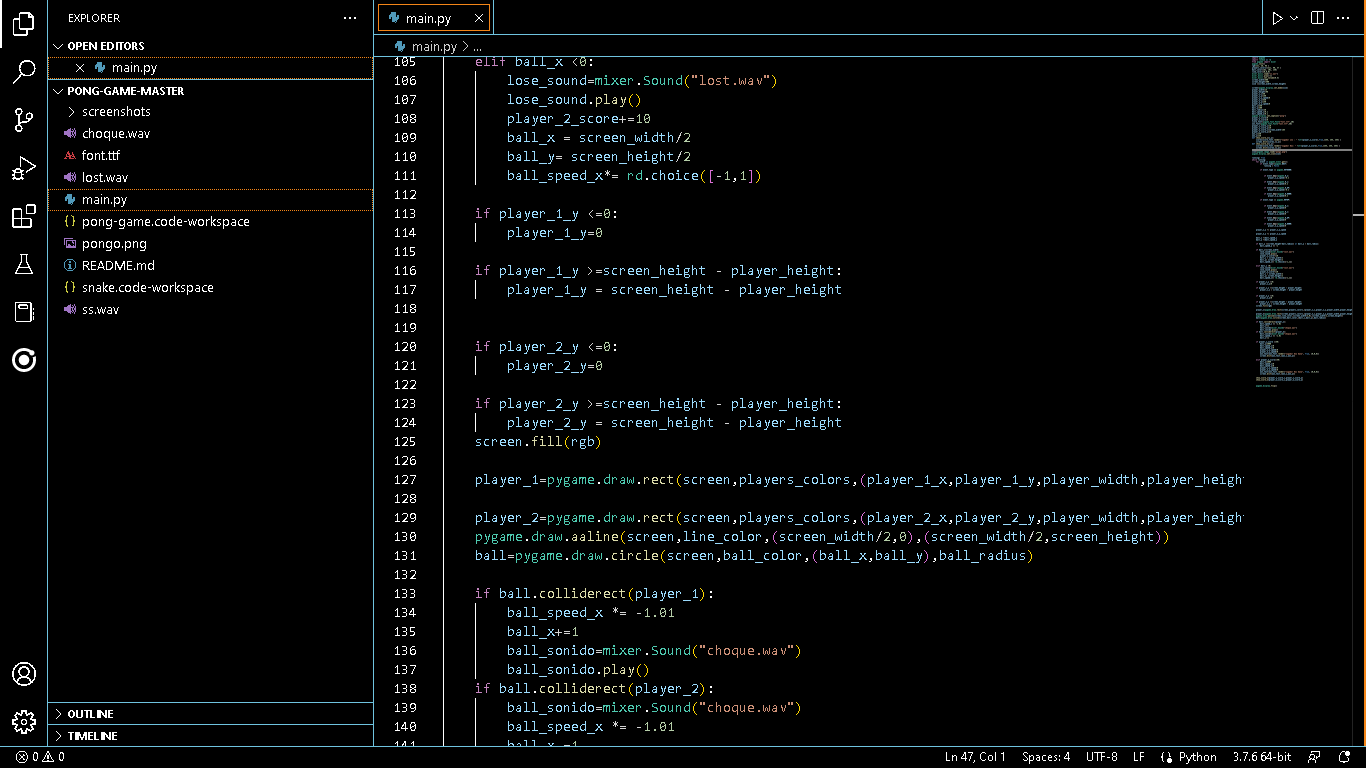 EXPLORER
OPEN EDITORS
main.py
PONG-GAME-MASTER
screenshots
choque.wav
font.ttf
lost.wav
main.py
pong-game.code-workspace
pongo.png
README.md
snake.code-workspace
ss.wav
OUTLINE
TIMELINE
main.py
main.py > ...
105 elif ball_x <0:
106 lose_sound=mixer.Sound("lost.wav")
107 lose_sound.play()
108 player_2_score+=10
109 ball_x = screen_width/2
110 ball_y= screen_height/2
111 ball_speed_x*= rd.choice([-1,1])
112
113 if player_1_y <=0:
114 player_1_y=0
115
116 if player_1_y >=screen_height - player_height:
117 player_1_y = screen_height - player_height
118
119
120 if player_2_y <=0:
121 player_2_y=0
122
123 if player_2_y >=screen_height - player_height:
124 player_2_y = screen_height - player_height
125 screen.fill(rgb)
126
127 player_1=pygame.draw.rect(screen,players_colors,(player_1_x,player_1_y,player_width,player_heigh
128
129 player_2=pygame.draw.rect(screen,players_colors,(player_2_x,player_2_y,player_width,player_heigh
130 pygame.draw.aaline(screen,line_color,(screen_width/2,0),(screen_width/2,screen_height))
131 ball=pygame.draw.circle(screen,ball_color,(ball_x,ball_y),ball_radius)
132
133 if ball.colliderect(player_1):
134 ball_speed_x *= -1.01
135 ball_x+=1
136 ball_sonido=mixer.Sound("choque.wav")
137 ball_sonido.play()
138 if ball.colliderect(player_2):
139 ball_sonido=mixer.Sound("choque.wav")
140 ball_speed_x *= -1.01
141 ball_x-=1
0 0 Ln 47, Col 1 Spaces: 4 UTF-8 LF Python 3.7.6 64-bit